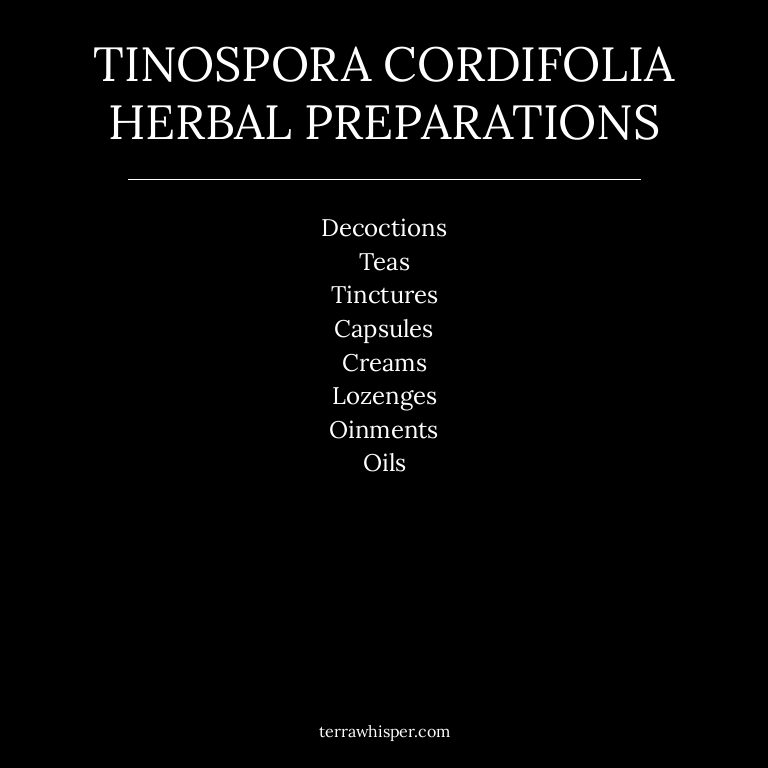 TINOSPORA CORDIFOLIA
HERBAL PREPARATIONS
Decoctions
Teas
Tinctures
Capsules
Creams
Lozenges
Oinments
Oils
terrawhisper.com